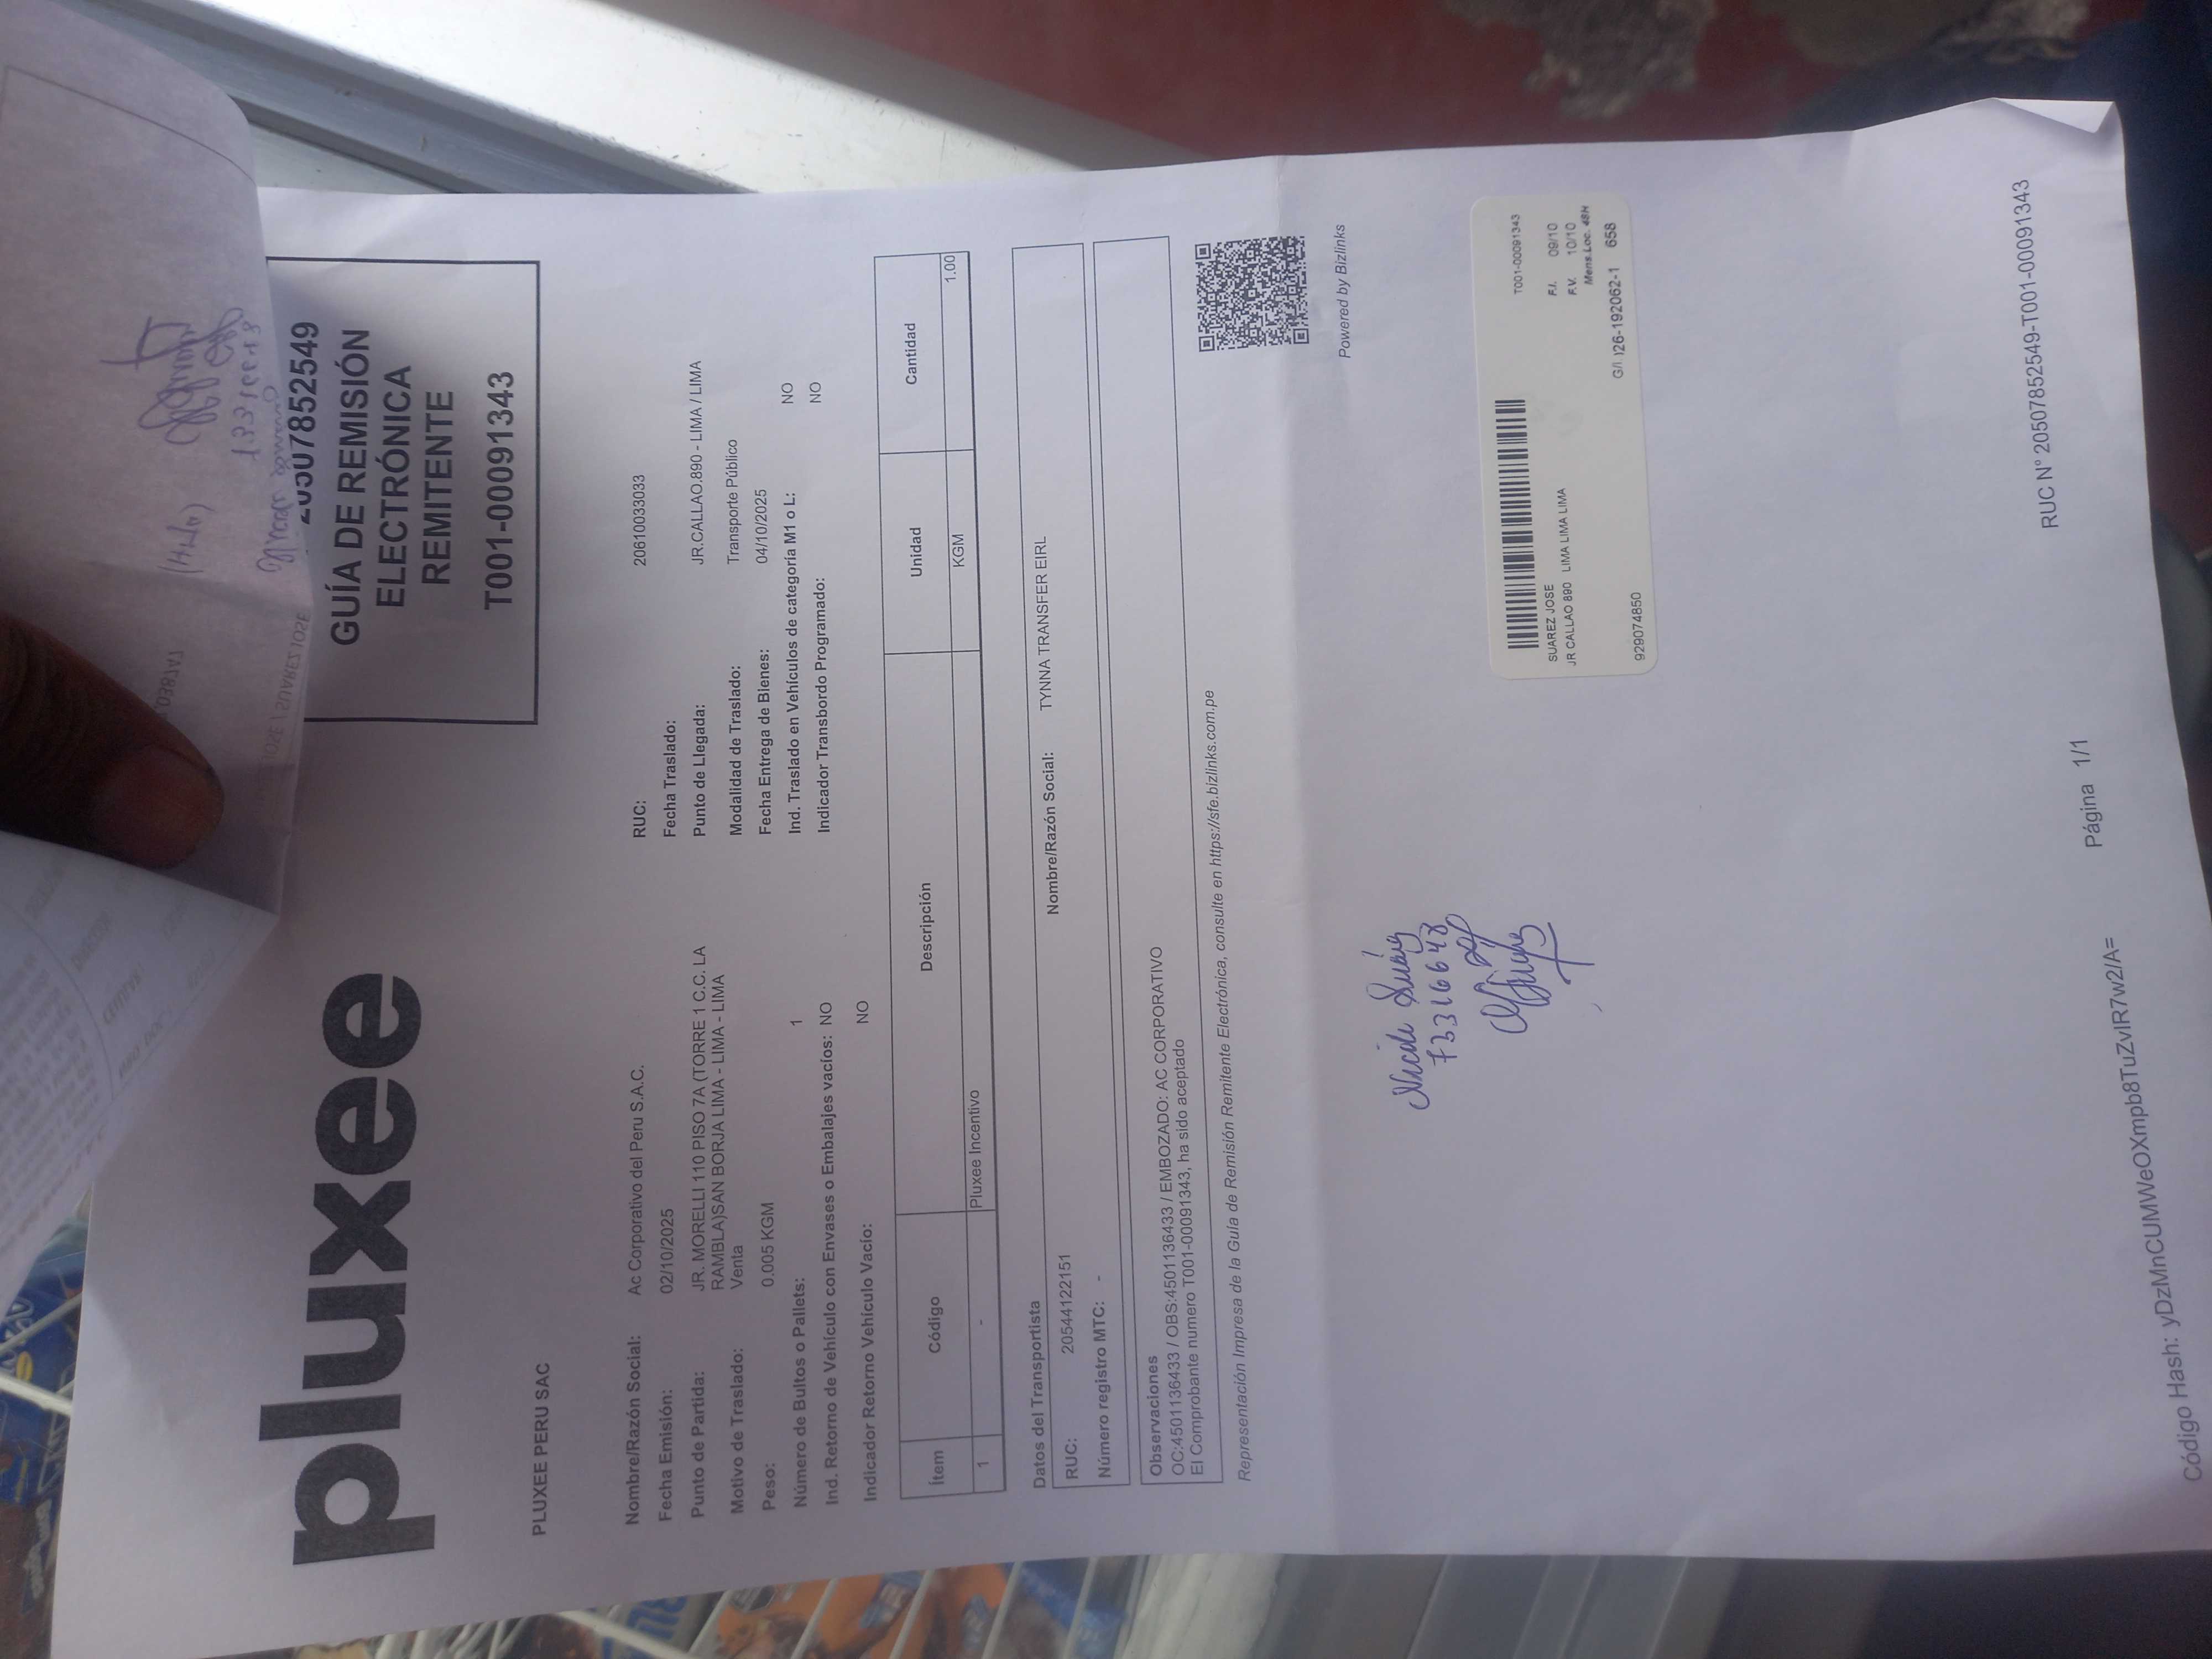 pluxee
20507852549
GUÍA DE REMISIÓN
ELECTRÓNICA
REMITENTE
T001-00091343
PLUXEE PERU SAC
Nombre/Razón Social: Ac Corporativo del Peru S.A.C. RUC: 20610033033
Fecha Emisión: 02/10/2025 Fecha Traslado:
Punto de Partida: JR. MORELLI 110 PISO 7A (TORRE 1 C.C. LA Punto de Llegada: JR.CALLAO.890 - LIMA / LIMA
RAMBLA)SAN BORJA LIMA - LIMA - LIMA
Motivo de Traslado: Venta Modalidad de Traslado: Transporte Público
Peso: 0.005 KGM Fecha Entrega de Bienes: 04/10/2025
Número de Bultos o Pallets: 1 Ind. Traslado en Vehículos de categoría M1 o L: NO
Ind. Retorno de Vehículo con Envases o Embalajes vacíos: NO Indicador Transbordo Programado: NO
Indicador Retorno Vehículo Vacío: NO
Ítem Código Descripción Unidad Cantidad
1 - Pluxee Incentivo KGM 1.00
Datos del Transportista
RUC: 20544122151 Nombre/Razón Social: TYNNA TRANSFER EIRL
Número registro MTC: -
Observaciones
OC:4501136433 / OBS:4501136433 / EMBOZADO: AC CORPORATIVO
El Comprobante numero T001-00091343, ha sido aceptado
Representación Impresa de la Guía de Remisión Remitente Electrónica, consulte en https://sfe.bizlinks.com.pe
Powered by Bizlinks
Nicole Suárez
73316648
T001-00091343
SUAREZ JOSE F.I. 09/10
JR CALLAO 890 LIMA LIMA LIMA F.V. 10/10
Mens.Loc. 48H
G/I. 126-192062-1 658
929074850
RUC N° 20507852549-T001-00091343
Página 1/1
Código Hash: yDzMnCUMWeOXmpb8TuZvIR7w2/A=